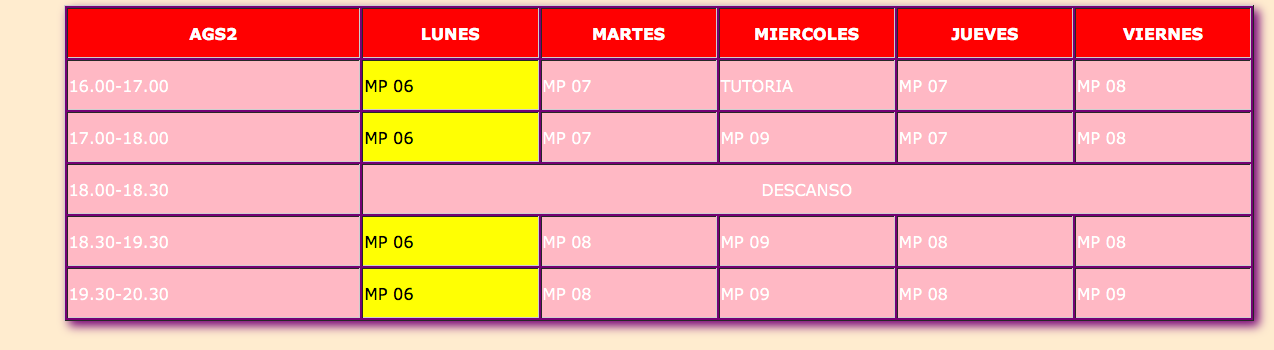 AGS2 LUNES MARTES MIERCOLES JUEVES VIERNES
16.00-17.00 MP 06 MP 07 TUTORIA MP 07 MP 08
17.00-18.00 MP 06 MP 07 MP 09 MP 07 MP 08
18.00-18.30 DESCANSO
18.30-19.30 MP 06 MP 08 MP 09 MP 08 MP 08
19.30-20.30 MP 06 MP 08 MP 09 MP 08 MP 09